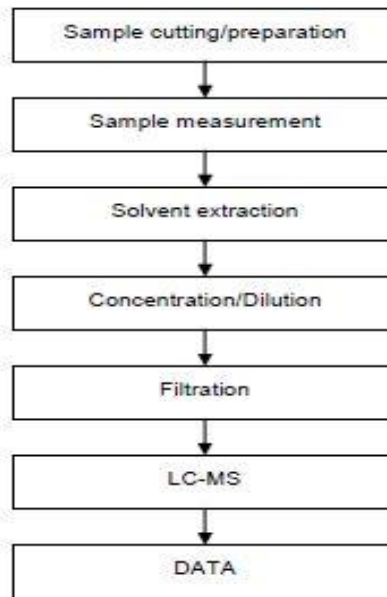 Sample cutting/preparation
Sample measurement
Solvent extraction
Concentration/Dilution
Filtration
LC-MS
DATA